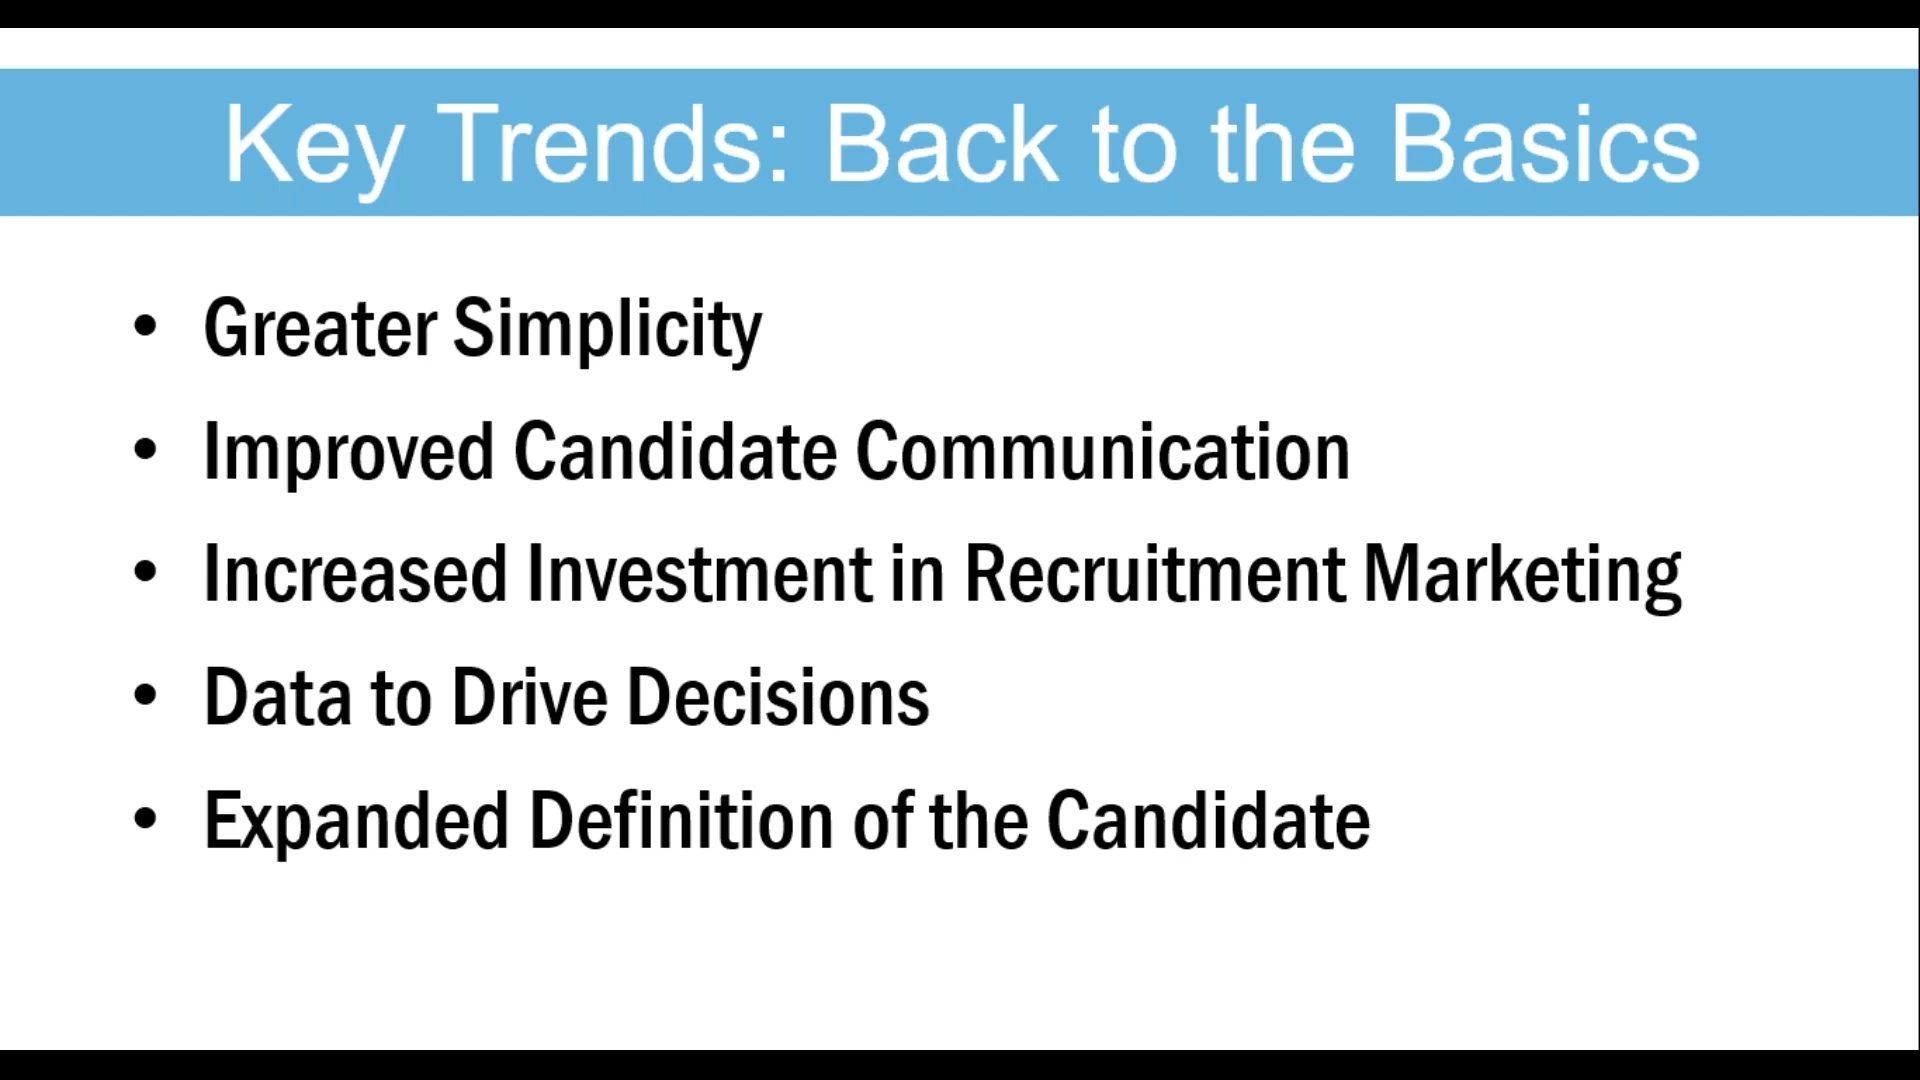 Key Trends: Back to the Basics
• Greater Simplicity
• Improved Candidate Communication
• Increased Investment in Recruitment Marketing
• Data to Drive Decisions
• Expanded Definition of the Candidate